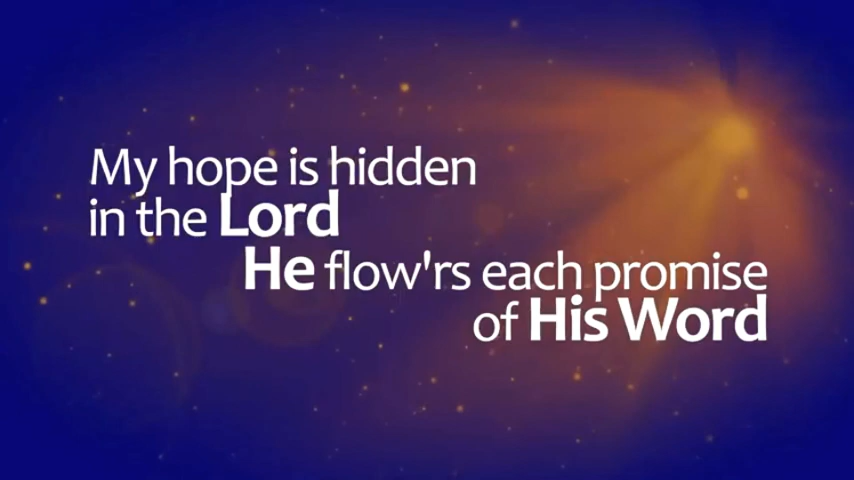 My hope is hidden
in the Lord
He flow'rs each promise
of His Word